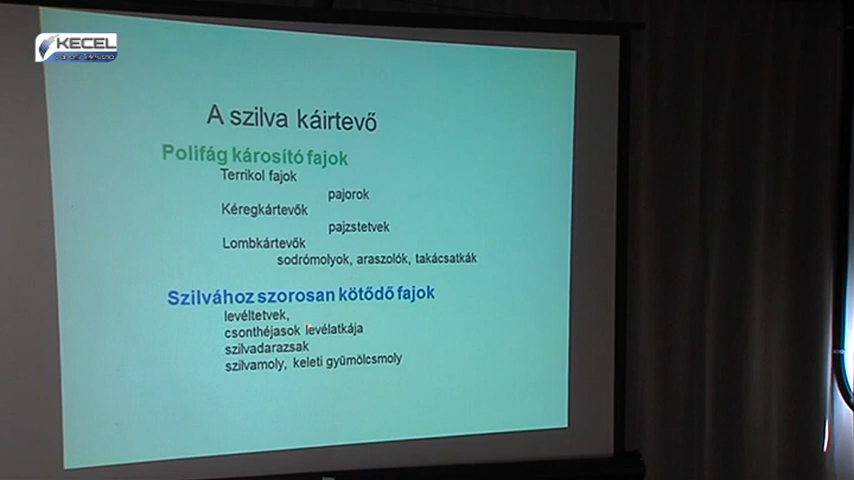 KECEL
A szilva káirtevő
Polifág károsító fajok
Terrikol fajok
pajorok
Kéregkártevők
pajzstetvek
Lombkártevők
sodrómolyok, araszolók, takácsatkák
Szilvához szorosan kötődő fajok
levéltetvek,
csonthéjasok levélatkája
szilvadarazsak
szilvamoly, keleti gyümölcsmoly